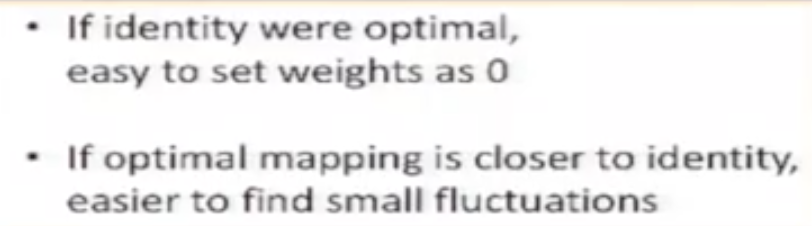 • If identity were optimal,
easy to set weights as 0
• If optimal mapping is closer to identity,
easier to find small fluctuations